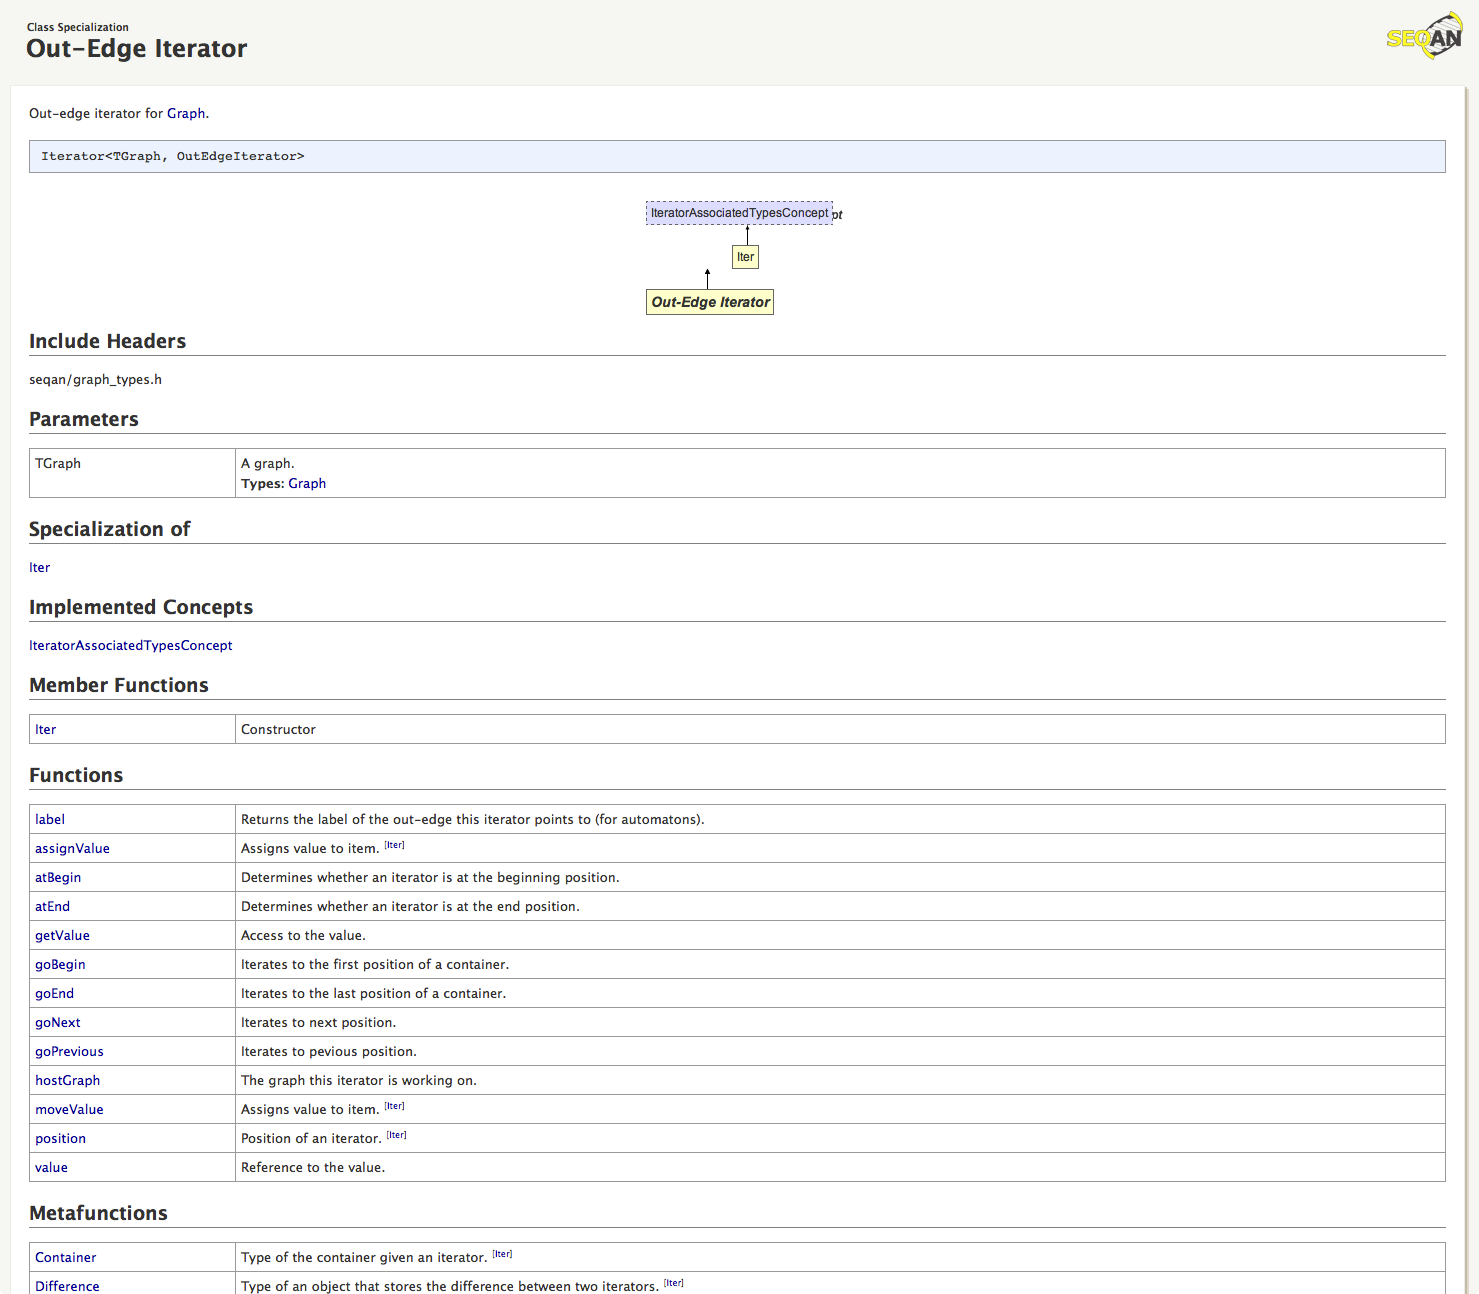 Class Specialization
Out-Edge Iterator
SEQAN
Out-edge iterator for Graph.
Iterator<TGraph, OutEdgeIterator>
IteratorAssociatedTypesConcept pt
Iter
Out-Edge Iterator
Include Headers
seqan/graph_types.h
Parameters
TGraph A graph.
Types: Graph
Specialization of
Iter
Implemented Concepts
IteratorAssociatedTypesConcept
Member Functions
Iter Constructor
Functions
label Returns the label of the out-edge this iterator points to (for automatons).
assignValue Assigns value to item. [Iter]
atBegin Determines whether an iterator is at the beginning position.
atEnd Determines whether an iterator is at the end position.
getValue Access to the value.
goBegin Iterates to the first position of a container.
goEnd Iterates to the last position of a container.
goNext Iterates to next position.
goPrevious Iterates to pevious position.
hostGraph The graph this iterator is working on.
moveValue Assigns value to item. [Iter]
position Position of an iterator. [Iter]
value Reference to the value.
Metafunctions
Container Type of the container given an iterator. [Iter]
Difference Type of an object that stores the difference between two iterators. [Iter]